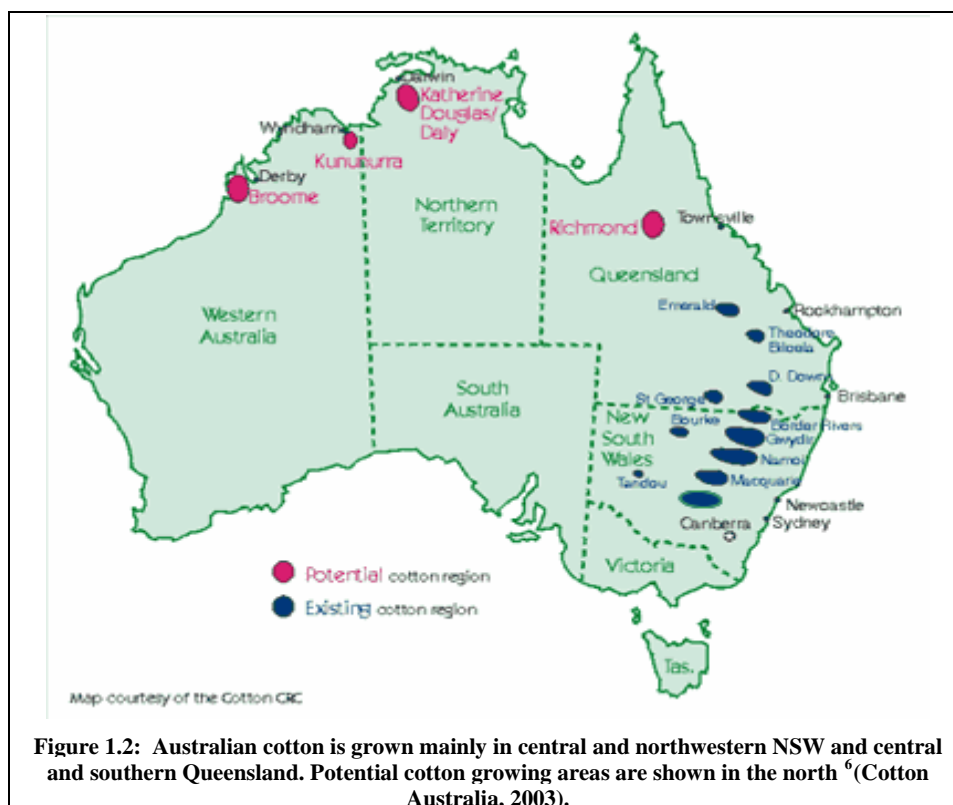 Darwin
Katherine
Douglas/
Daly
Wyndham
Kununurra
Derby
Broome
Northern
Territory
Richmond
Townsville
Queensland
Western
Australia
Emerald
Rockhampton
Theodore
Biloela
South
Australia
D. Down
St George
Brisbane
New
South
Wales
Bourke
Border Rivers
Gwydir
Namoi
Tandou
Macquarie
Newcastle
Canberra
Sydney
Victoria
Potential cotton region
Existing cotton region
Tas.
Map courtesy of the Cotton CRC
Figure 1.2: Australian cotton is grown mainly in central and northwestern NSW and central
and southern Queensland. Potential cotton growing areas are shown in the north 6(Cotton
Australia, 2003).